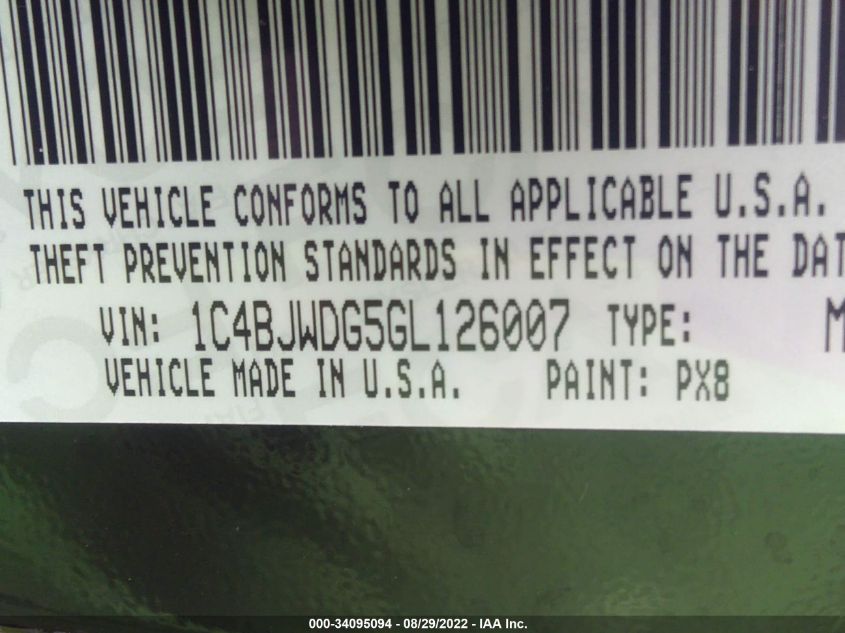 THIS VEHICLE CONFORMS TO ALL APPLICABLE U.S.A.
THEFT PREVENTION STANDARDS IN EFFECT ON THE DAT
VIN: 1C4BJWDG5GL126007 TYPE: M
VEHICLE MADE IN U.S.A. PAINT: PX8
000-34095094 - 08/29/2022 - IAA Inc.